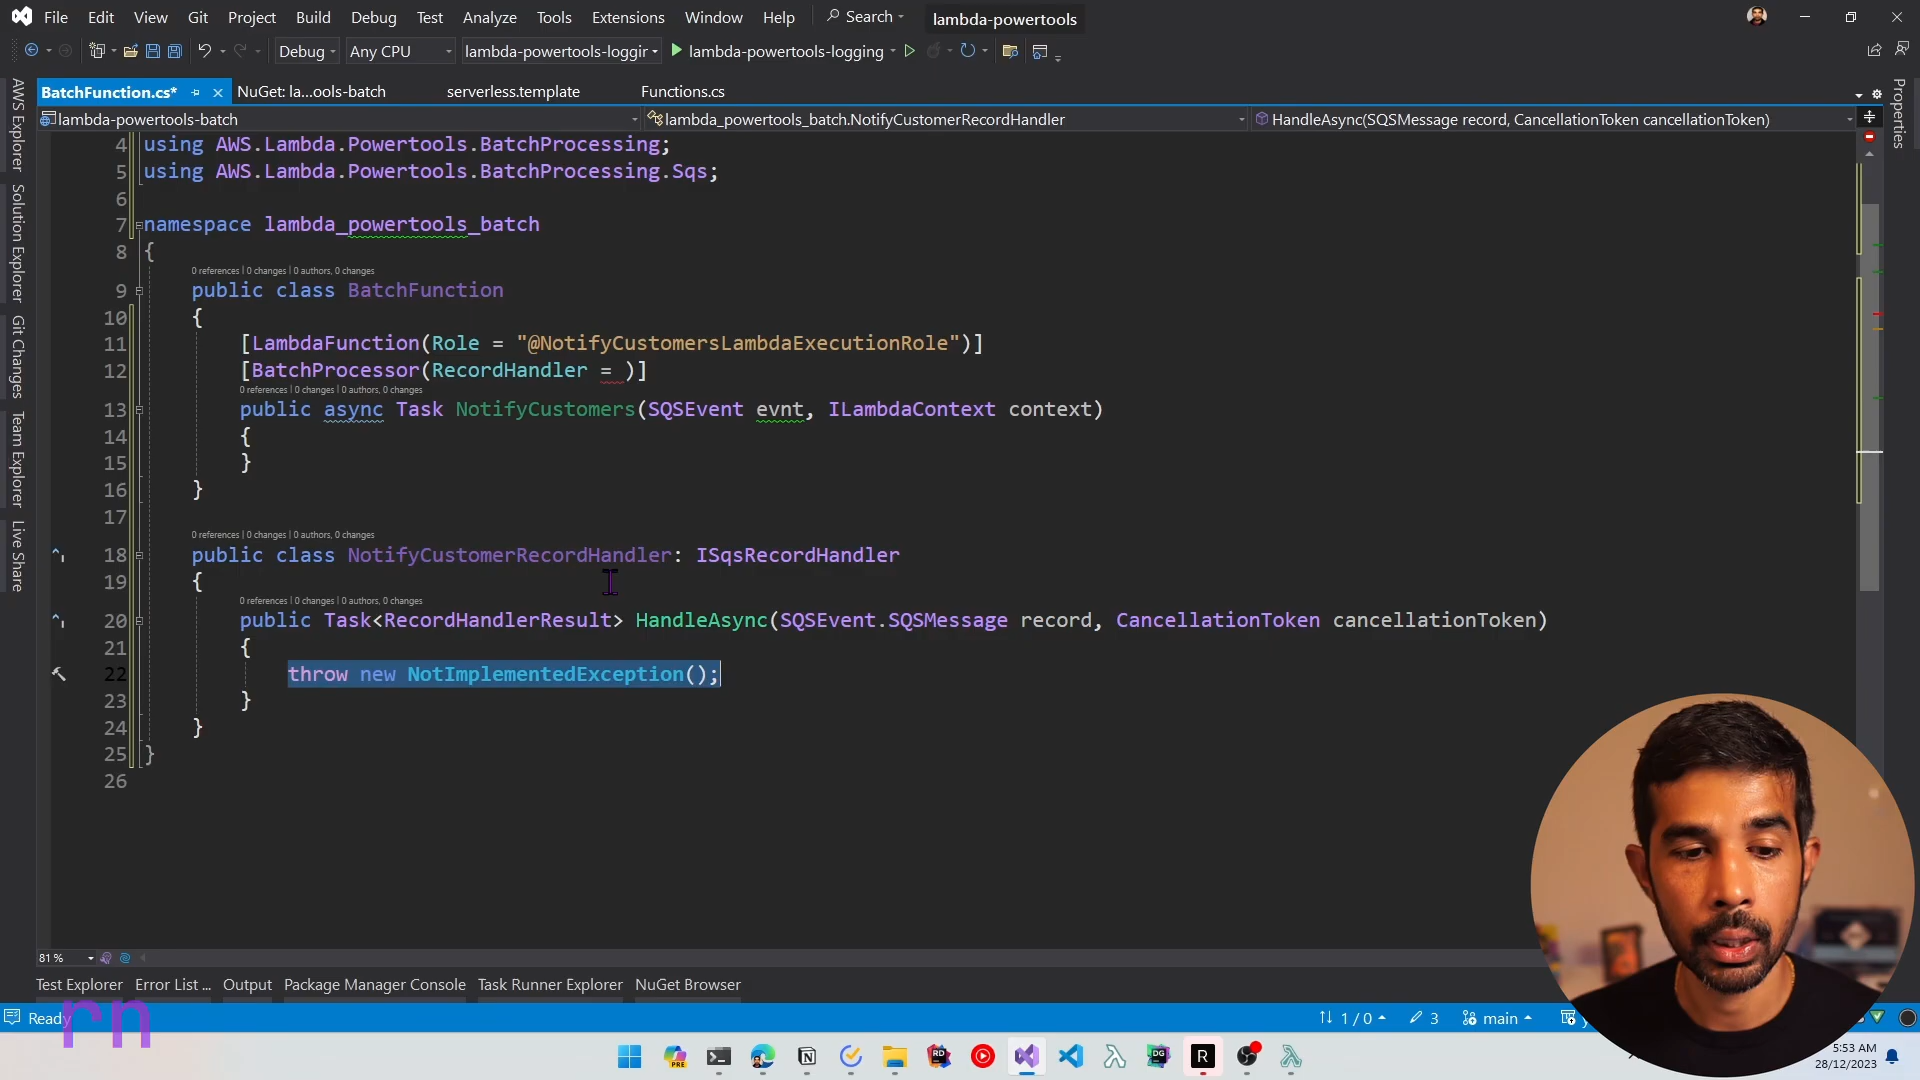 File Edit View Git Project Build Debug Test Analyze Tools Extensions Window Help Search lambda-powertools
Debug Any CPU lambda-powertools-loggir lambda-powertools-logging
BatchFunction.cs* NuGet: la...ools-batch serverless.template Functions.cs
lambda-powertools-batch lambda_powertools_batch.NotifyCustomerRecordHandler HandleAsync(SQSMessage record, CancellationToken cancellationToken)
AWS Explorer
Solution Explorer
Git Changes
Team Explorer
Live Share
Properties
4 using AWS.Lambda.Powertools.BatchProcessing;
5 using AWS.Lambda.Powertools.BatchProcessing.Sqs;
6
7 namespace lambda_powertools_batch
8 {
0 references | 0 changes | 0 authors, 0 changes
9 public class BatchFunction
10 {
11 [LambdaFunction(Role = "@NotifyCustomersLambdaExecutionRole")]
12 [BatchProcessor(RecordHandler = )]
0 references | 0 changes | 0 authors, 0 changes
13 public async Task NotifyCustomers(SQSEvent evnt, ILambdaContext context)
14 {
15 }
16 }
17
0 references | 0 changes | 0 authors, 0 changes
18 public class NotifyCustomerRecordHandler: ISqsRecordHandler
19 {
0 references | 0 changes | 0 authors, 0 changes
20 public Task<RecordHandlerResult> HandleAsync(SQSEvent.SQSMessage record, CancellationToken cancellationToken)
21 {
22 throw new NotImplementedException();
23 }
24 }
25 }
26
81 %
Test Explorer Error List ... Output Package Manager Console Task Runner Explorer NuGet Browser
Ready 1 / 0 3 main
rn
PRE RD DG R
5:53 AM
28/12/2023